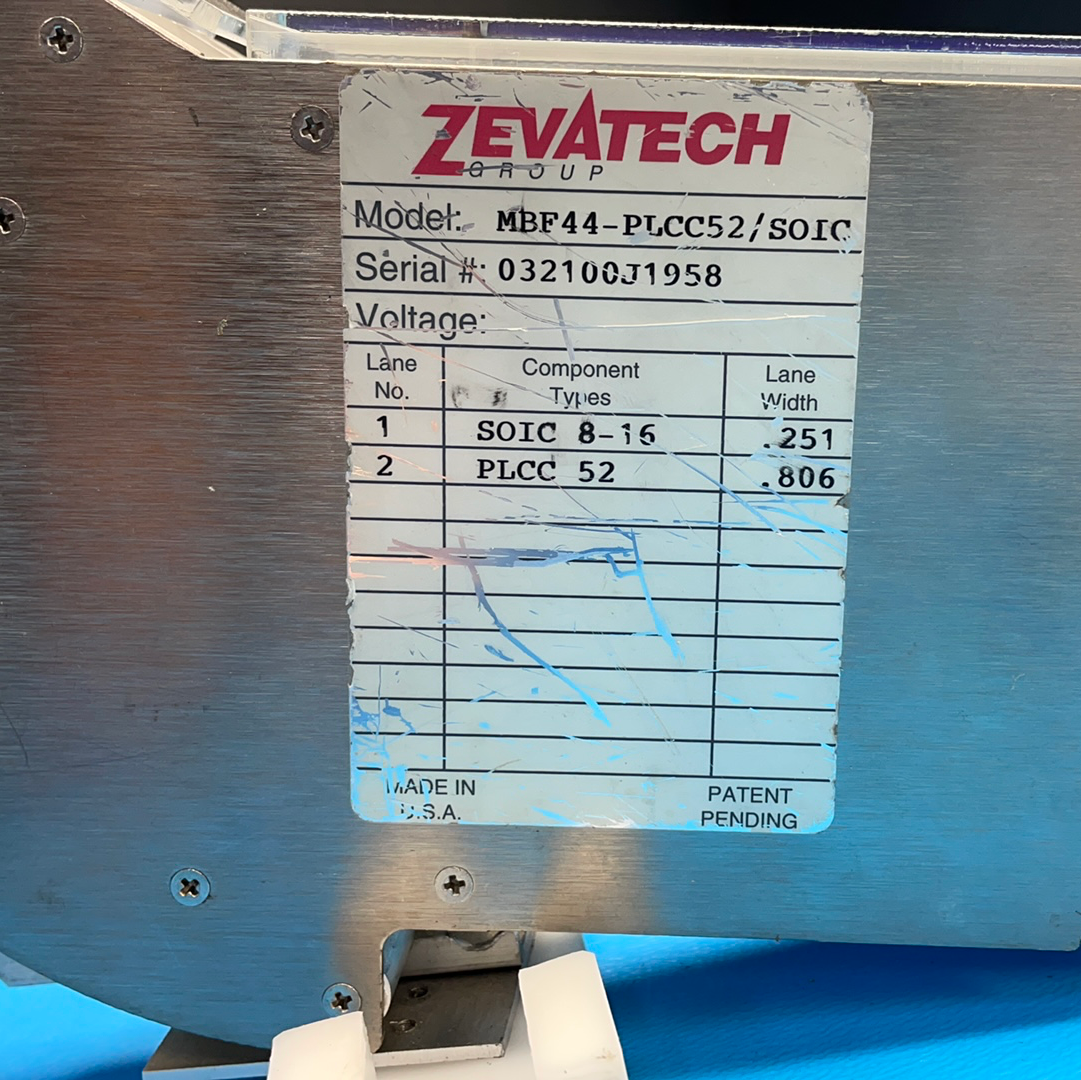 ZEVATECH
GROUP
Model: MBF44-PLCC52/SOIC
Serial #: 032100J1958
Voltage:
Lane No. Component Types Lane Width
1 SOIC 8-16 .251
2 PLCC 52 .806
MADE IN U.S.A.
PATENT PENDING